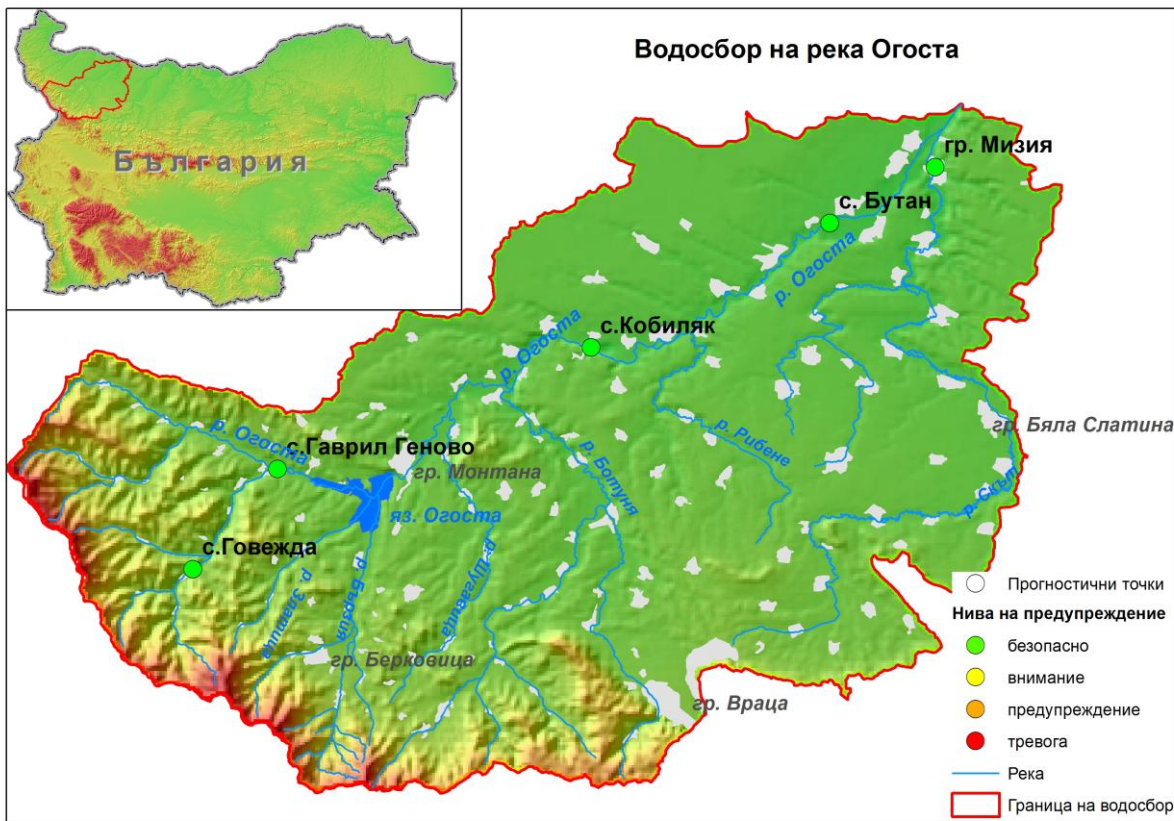 Водосбор на река Огоста
България
гр. Мизия
с. Бутан
р. Огоста
с.Кобиляк
р. Огоста
р. Огоста
с.Гаврил Геново
гр. Монтана
р. Ботуня
р. Рибене
гр. Бяла Слатина
р. Скът
яз. Огоста
с.Говежда
р. Златица
р. Бързия
р. Шугавица
гр. Берковица
гр. Враца
Прогностични точки
Нива на предупреждение
безопасно
внимание
предупреждение
тревога
Река
Граница на водосбор